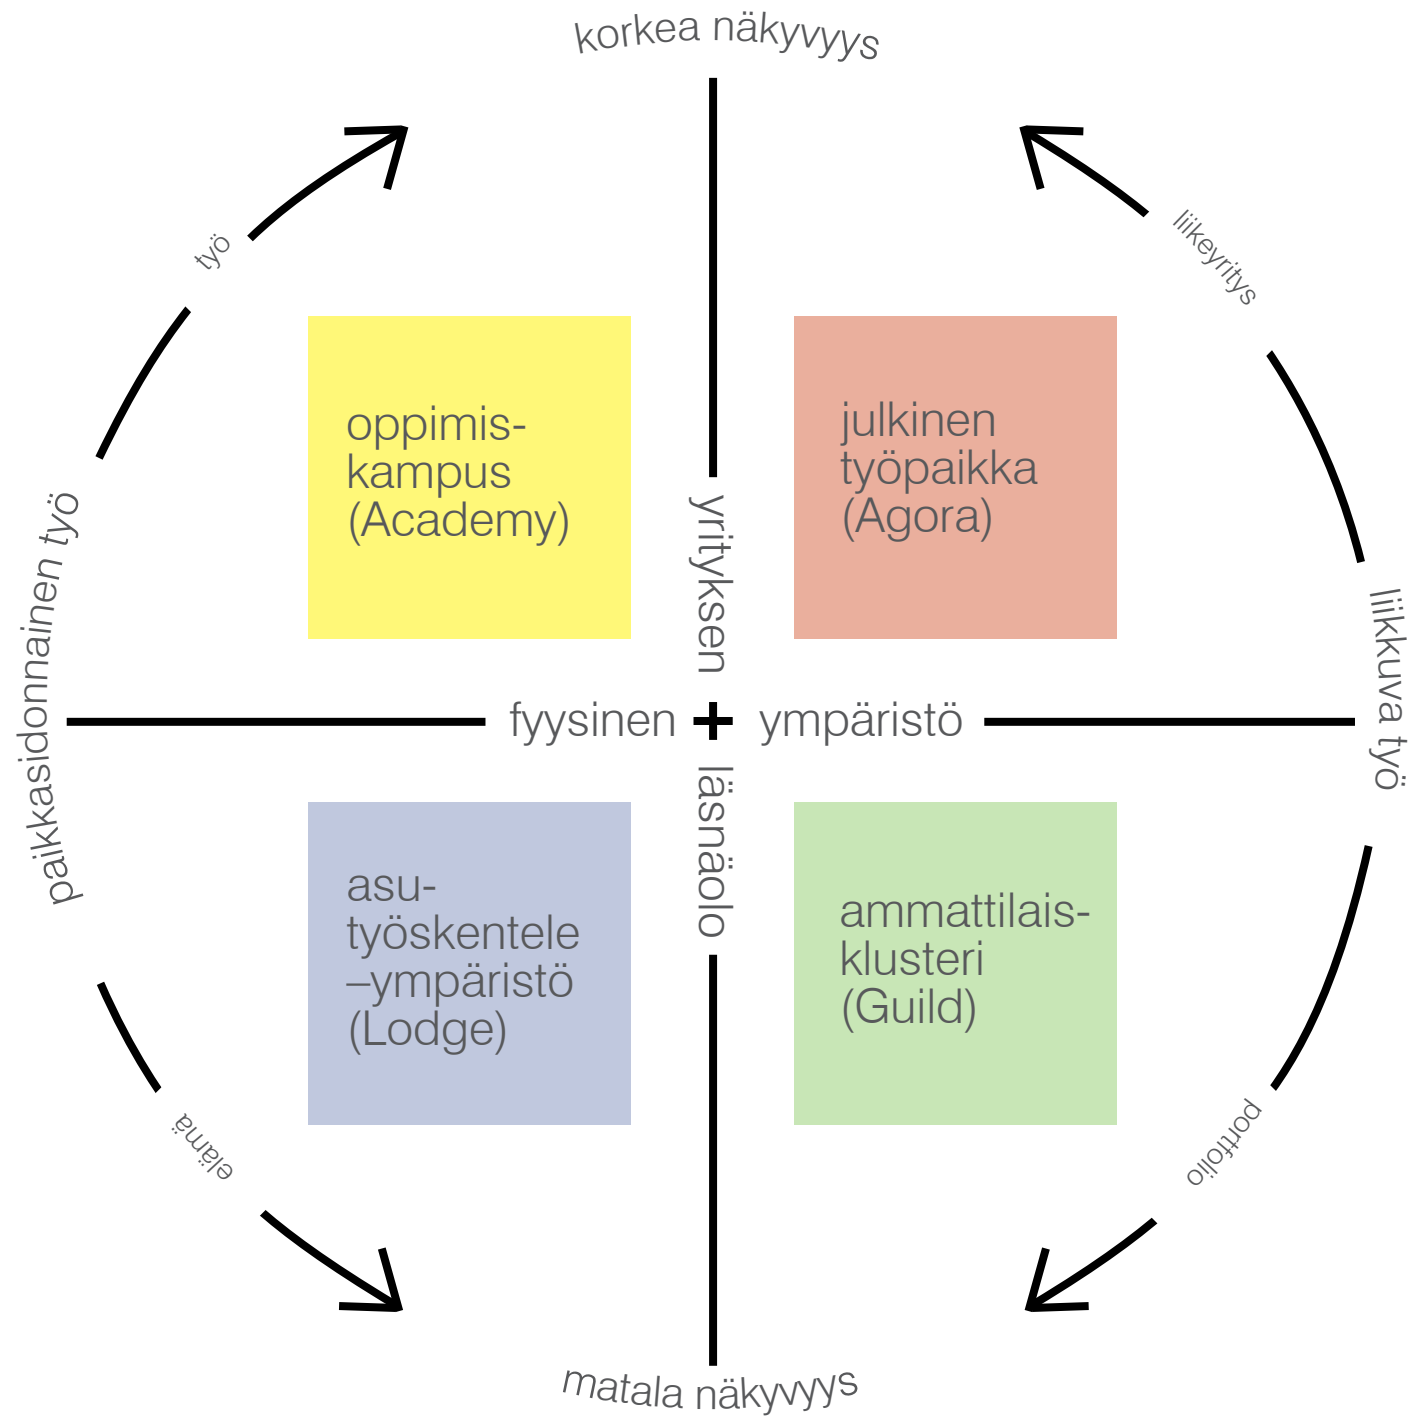 korkea näkyvyys
työ
liikeyritys
oppimis-
kampus
(Academy)
julkinen
työpaikka
(Agora)
paikkasidonnainen työ
yrityksen
liikkuva työ
fyysinen + ympäristö
läsnäolo
asu-
työskentele
–ympäristö
(Lodge)
ammattilais-
klusteri
(Guild)
elämä
portfolio
matala näkyvyys